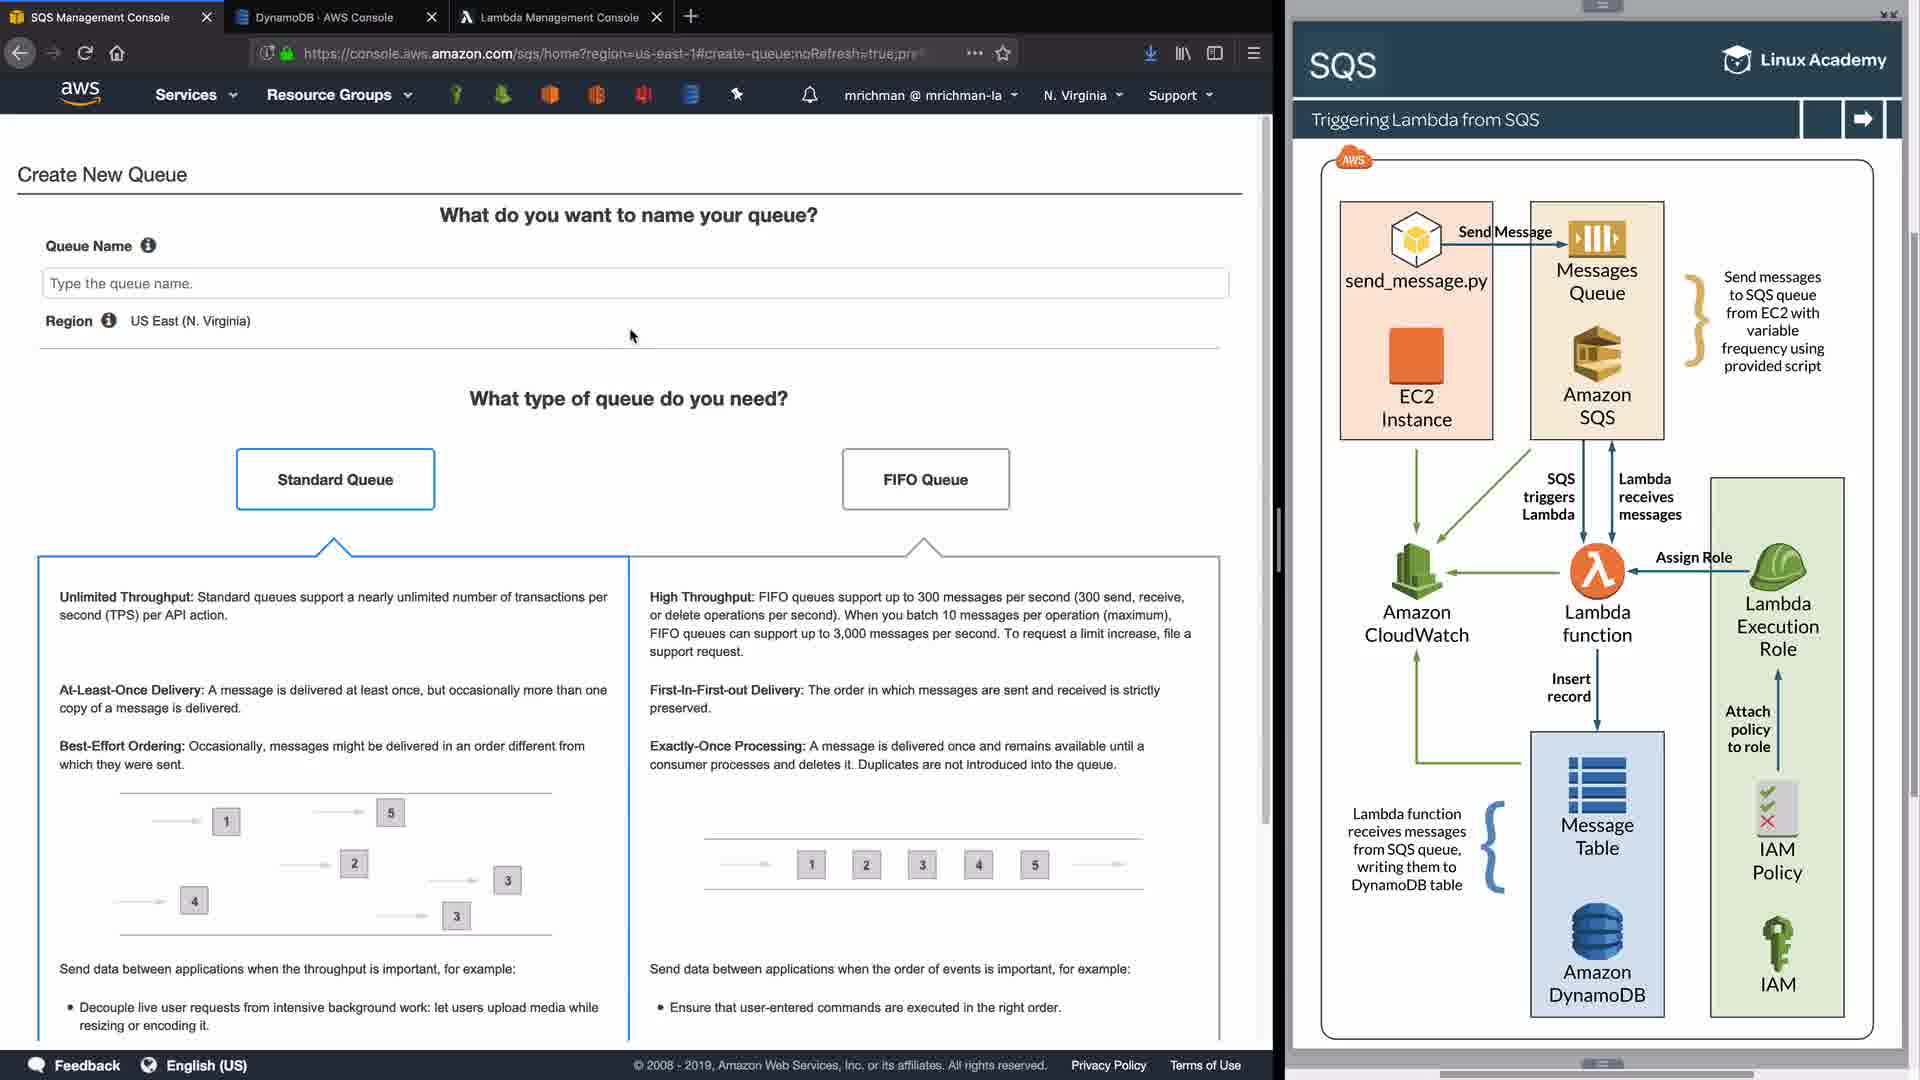 SQS Management Console
DynamoDB · AWS Console
Lambda Management Console
https://console.aws.amazon.com/sqs/home?region=us-east-1#create-queue:noRefresh=true;pre
aws
Services
Resource Groups
mrichman @ mrichman-la
N. Virginia
Support
Create New Queue
What do you want to name your queue?
Queue Name
Type the queue name.
Region
US East (N. Virginia)
What type of queue do you need?
Standard Queue
FIFO Queue
Unlimited Throughput: Standard queues support a nearly unlimited number of transactions per
second (TPS) per API action.
At-Least-Once Delivery: A message is delivered at least once, but occasionally more than one
copy of a message is delivered.
Best-Effort Ordering: Occasionally, messages might be delivered in an order different from
which they were sent.
1
5
2
3
4
3
Send data between applications when the throughput is important, for example:
• Decouple live user requests from intensive background work: let users upload media while
resizing or encoding it.
High Throughput: FIFO queues support up to 300 messages per second (300 send, receive,
or delete operations per second). When you batch 10 messages per operation (maximum),
FIFO queues can support up to 3,000 messages per second. To request a limit increase, file a
support request.
First-In-First-out Delivery: The order in which messages are sent and received is strictly
preserved.
Exactly-Once Processing: A message is delivered once and remains available until a
consumer processes and deletes it. Duplicates are not introduced into the queue.
1
2
3
4
5
Send data between applications when the order of events is important, for example:
• Ensure that user-entered commands are executed in the right order.
Feedback
English (US)
© 2008 - 2019, Amazon Web Services, Inc. or its affiliates. All rights reserved.
Privacy Policy
Terms of Use
SQS
Linux Academy
Triggering Lambda from SQS
AWS
Send Message
send_message.py
Messages
Queue
EC2
Instance
Amazon
SQS
Send messages
to SQS queue
from EC2 with
variable
frequency using
provided script
SQS
triggers
Lambda
Lambda
receives
messages
Assign Role
Amazon
CloudWatch
Lambda
function
Lambda
Execution
Role
Insert
record
Attach
policy
to role
Lambda function
receives messages
from SQS queue,
writing them to
DynamoDB table
Message
Table
IAM
Policy
Amazon
DynamoDB
IAM